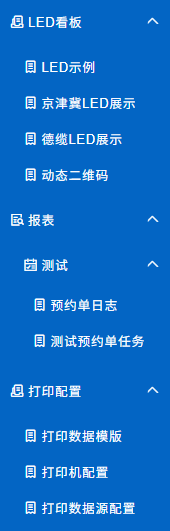 LED看板
LED示例
京津冀LED展示
德缆LED展示
动态二维码
报表
测试
预约单日志
测试预约单任务
打印配置
打印数据模版
打印机配置
打印数据源配置